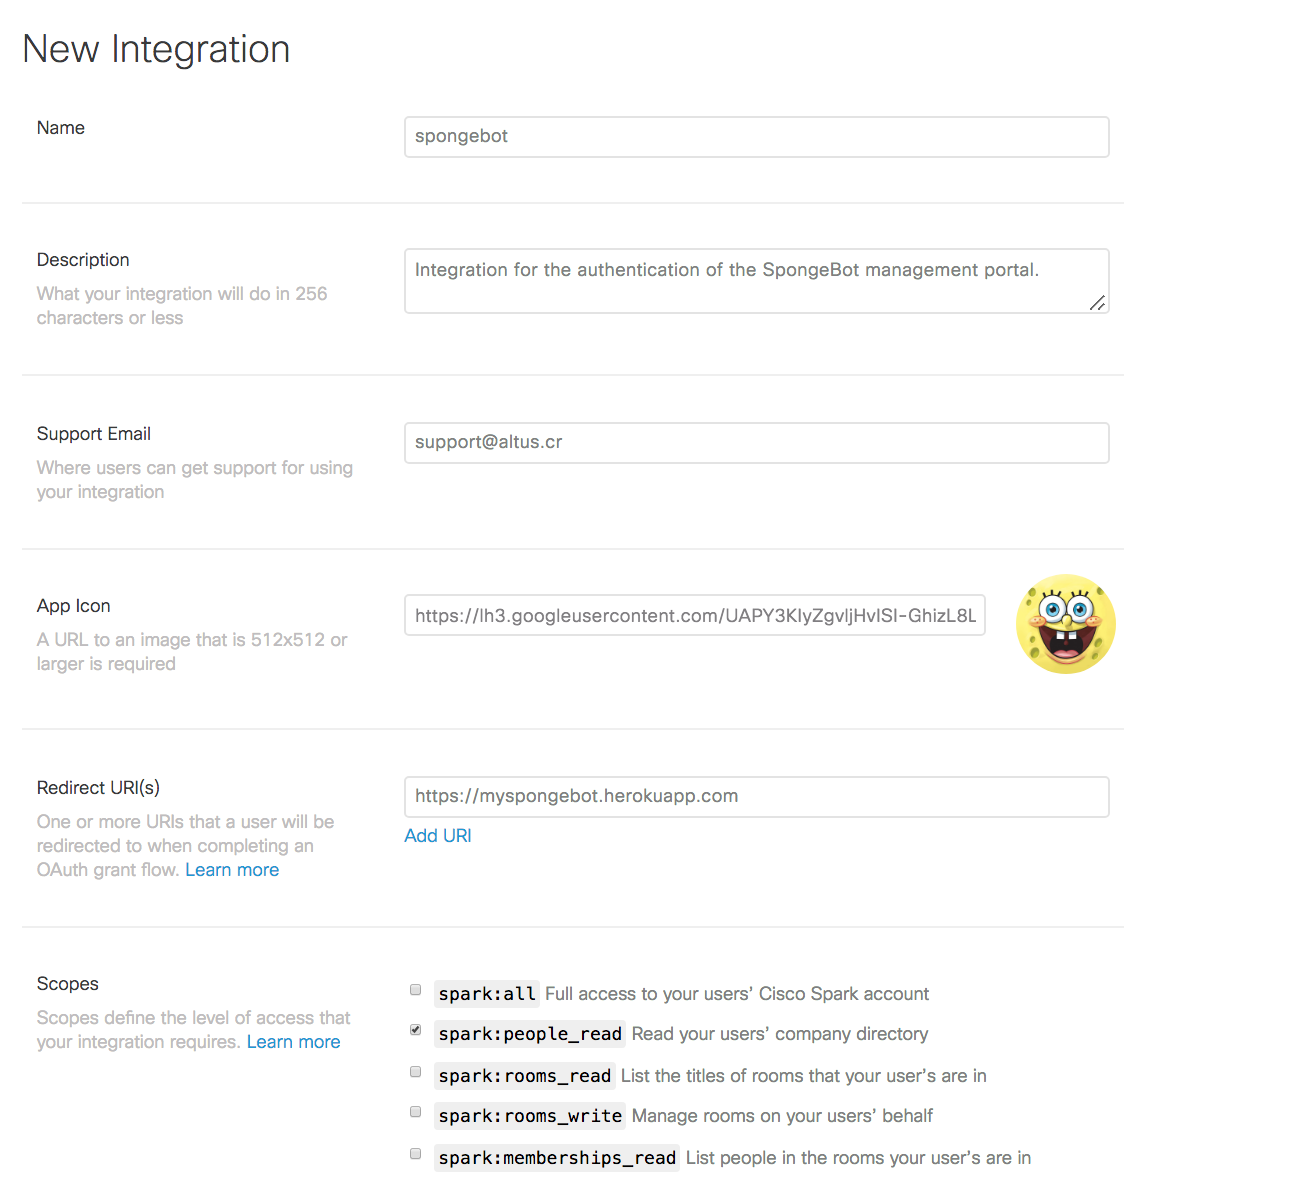 New Integration
Name
spongebot
Description
What your integration will do in 256
characters or less
Integration for the authentication of the SpongeBot management portal.
Support Email
Where users can get support for using
your integration
support@altus.cr
App Icon
A URL to an image that is 512x512 or
larger is required
https://lh3.googleusercontent.com/UAPY3KIyZgvljHvISI-GhizL8L
Redirect URI(s)
One or more URIs that a user will be
redirected to when completing an
OAuth grant flow. Learn more
https://myspongebot.herokuapp.com
Add URI
Scopes
Scopes define the level of access that
your integration requires. Learn more
spark:all Full access to your users’ Cisco Spark account
spark:people_read Read your users’ company directory
spark:rooms_read List the titles of rooms that your user’s are in
spark:rooms_write Manage rooms on your users’ behalf
spark:memberships_read List people in the rooms your user’s are in